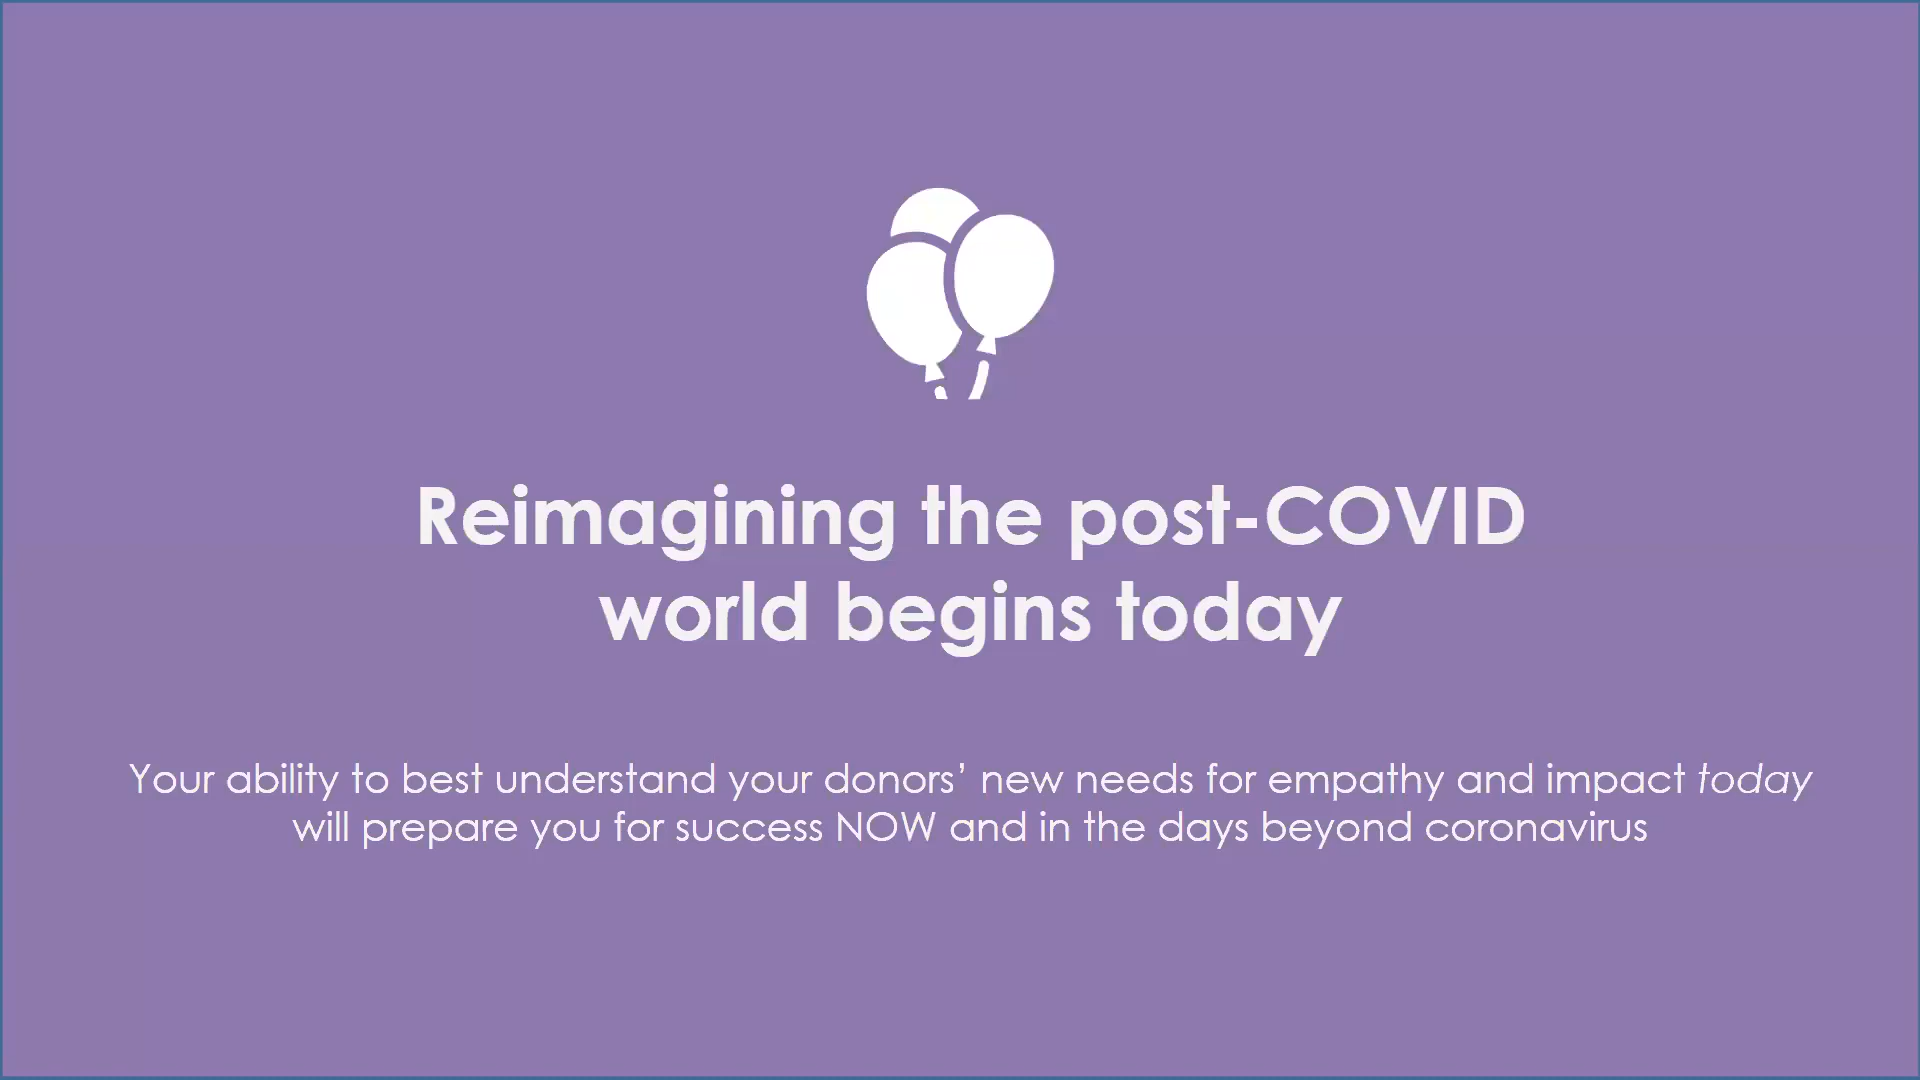 Reimagining the post-COVID
world begins today
Your ability to best understand your donors’ new needs for empathy and impact today
will prepare you for success NOW and in the days beyond coronavirus